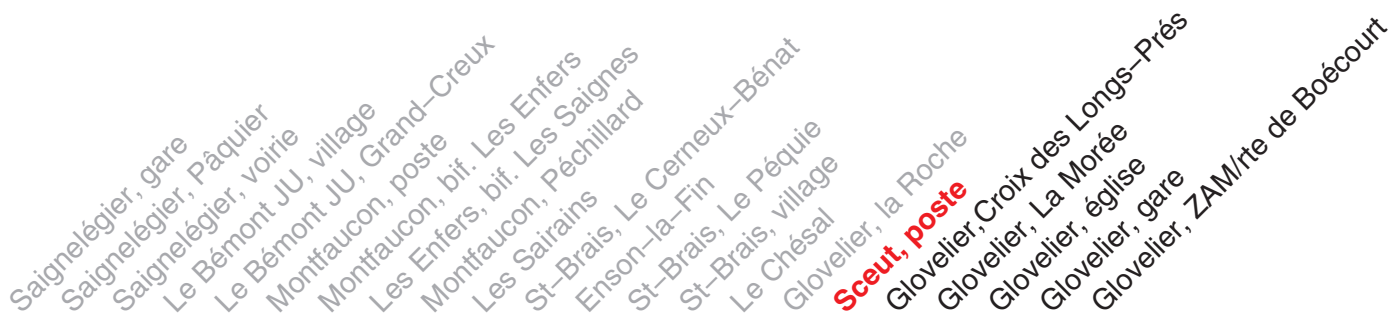 Saignelégier, gare
Saignelégier, Pâquier
Saignelégier, voirie
Le Bémont JU, village
Le Bémont JU, Grand–Creux
Montfaucon, poste
Montfaucon, bif. Les Enfers
Les Enfers, bif. Les Saignes
Montfaucon, Péchillard
Les Sairains
St–Brais, Le Cerneux–Bénat
Enson–la–Fin
St–Brais, Le Péquie
St–Brais, village
Le Chésal
Glovelier, la Roche
Sceut, poste
Glovelier,Croix des Longs–Prés
Glovelier, La Morée
Glovelier, église
Glovelier, gare
Glovelier, ZAM/rte de Boécourt